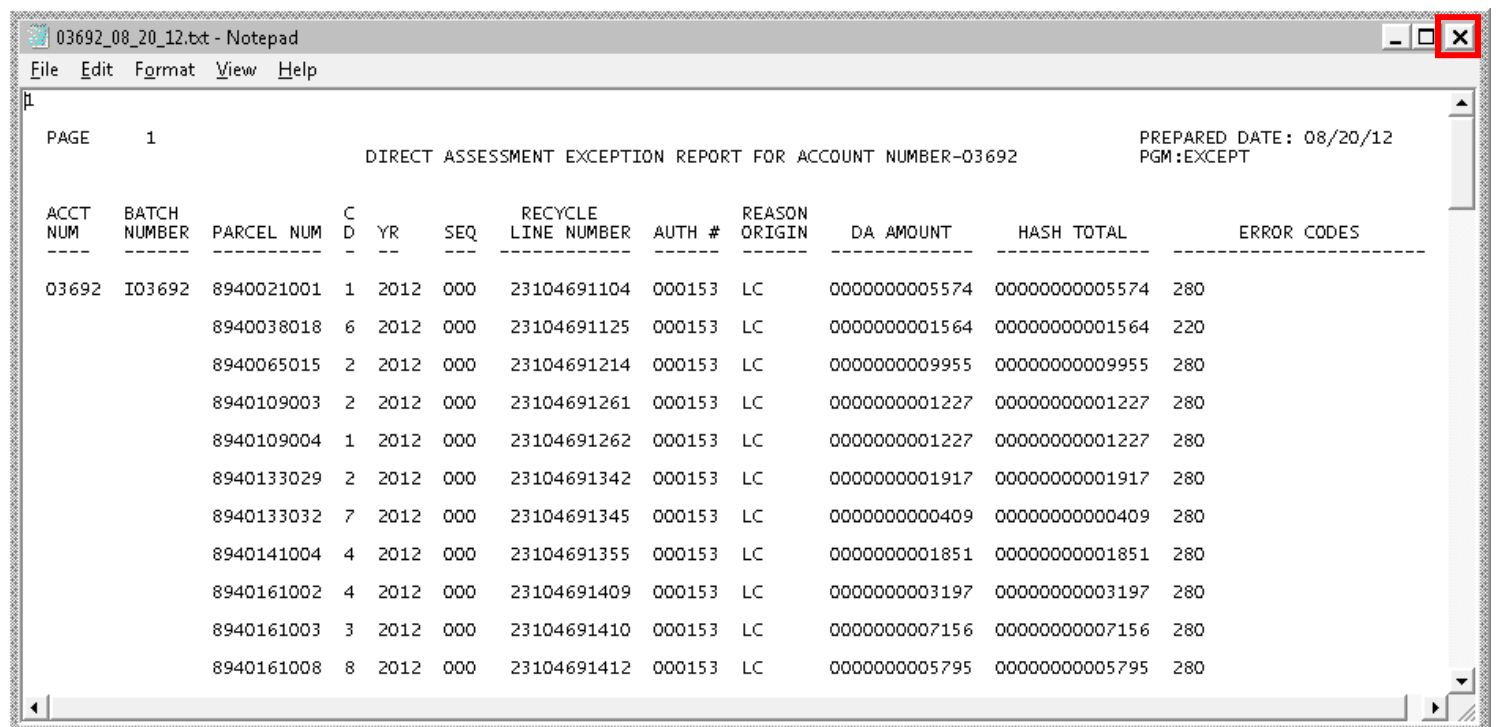 03692_08_20_12.txt - Notepad
File Edit Format View Help
1
PAGE 1 PREPARED DATE: 08/20/12
DIRECT ASSESSMENT EXCEPTION REPORT FOR ACCOUNT NUMBER-03692 PGM:EXCEPT
ACCT BATCH C RECYCLE REASON
NUM NUMBER PARCEL NUM D YR SEQ LINE NUMBER AUTH # ORIGIN DA AMOUNT HASH TOTAL ERROR CODES
---- ------ ---------- - -- --- ------------ ------ ------ ------------- -------------- -----------------------
03692 I03692 8940021001 1 2012 000 23104691104 000153 LC 0000000005574 00000000005574 280
8940038018 6 2012 000 23104691125 000153 LC 0000000001564 00000000001564 220
8940065015 2 2012 000 23104691214 000153 LC 0000000009955 00000000009955 280
8940109003 2 2012 000 23104691261 000153 LC 0000000001227 00000000001227 280
8940109004 1 2012 000 23104691262 000153 LC 0000000001227 00000000001227 280
8940133029 2 2012 000 23104691342 000153 LC 0000000001917 00000000001917 280
8940133032 7 2012 000 23104691345 000153 LC 0000000000409 00000000000409 280
8940141004 4 2012 000 23104691355 000153 LC 0000000001851 00000000001851 280
8940161002 4 2012 000 23104691409 000153 LC 0000000003197 00000000003197 280
8940161003 3 2012 000 23104691410 000153 LC 0000000007156 00000000007156 280
8940161008 8 2012 000 23104691412 000153 LC 0000000005795 00000000005795 280